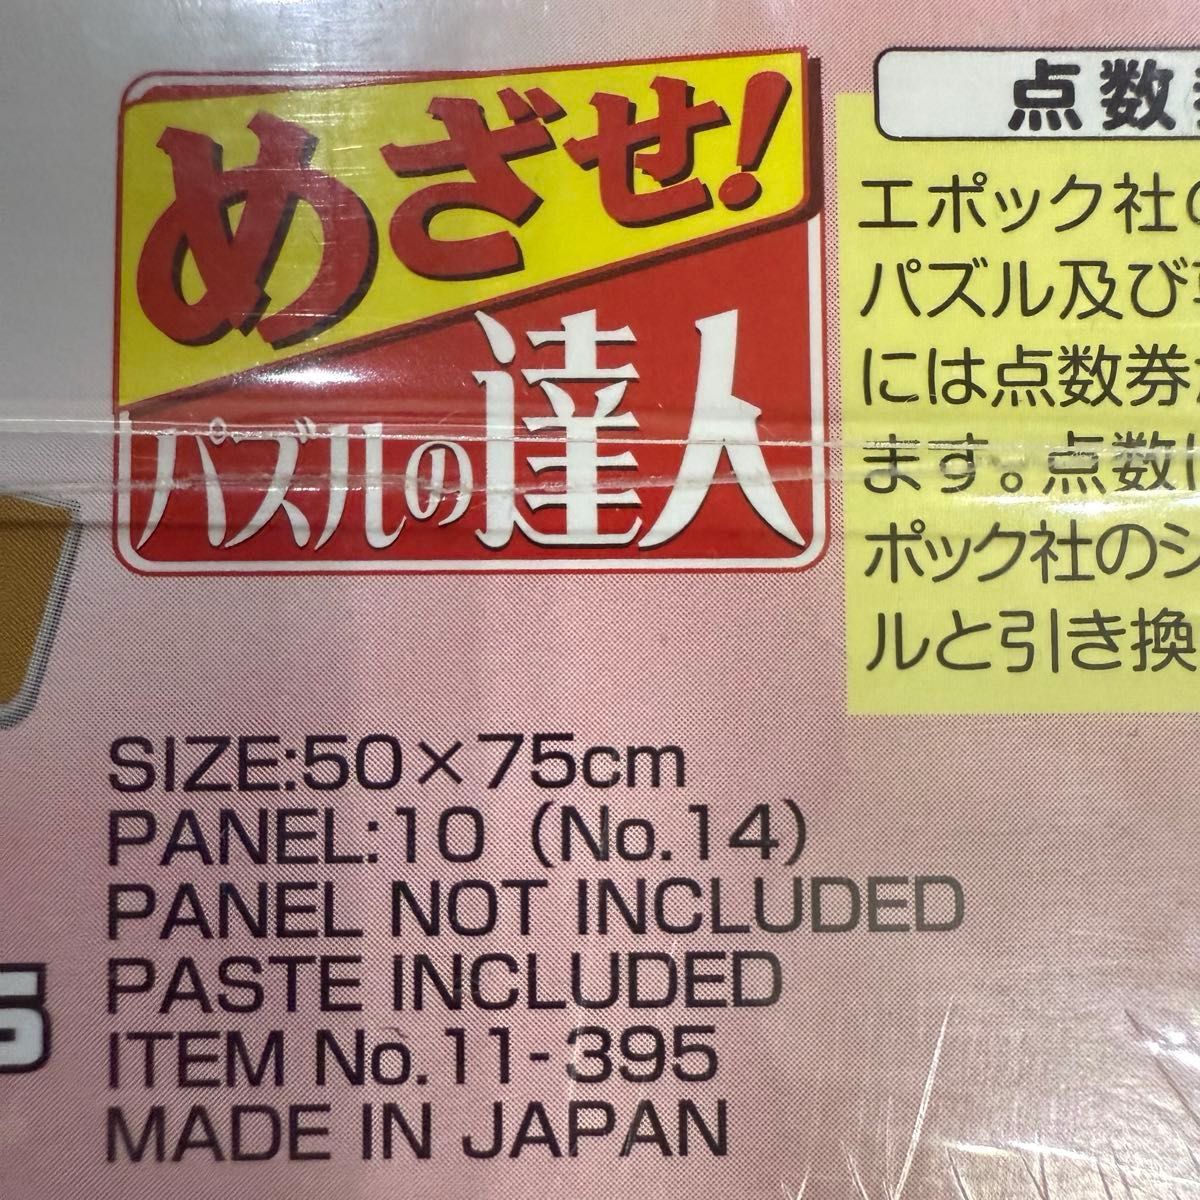 めざせ!
パズルの達人
点数
エポック社の
パズル及び
には点数券
ます。点数に
ポック社のシ
ルと引き換
SIZE:50×75cm
PANEL:10 (No.14)
PANEL NOT INCLUDED
PASTE INCLUDED
ITEM No.11-395
MADE IN JAPAN